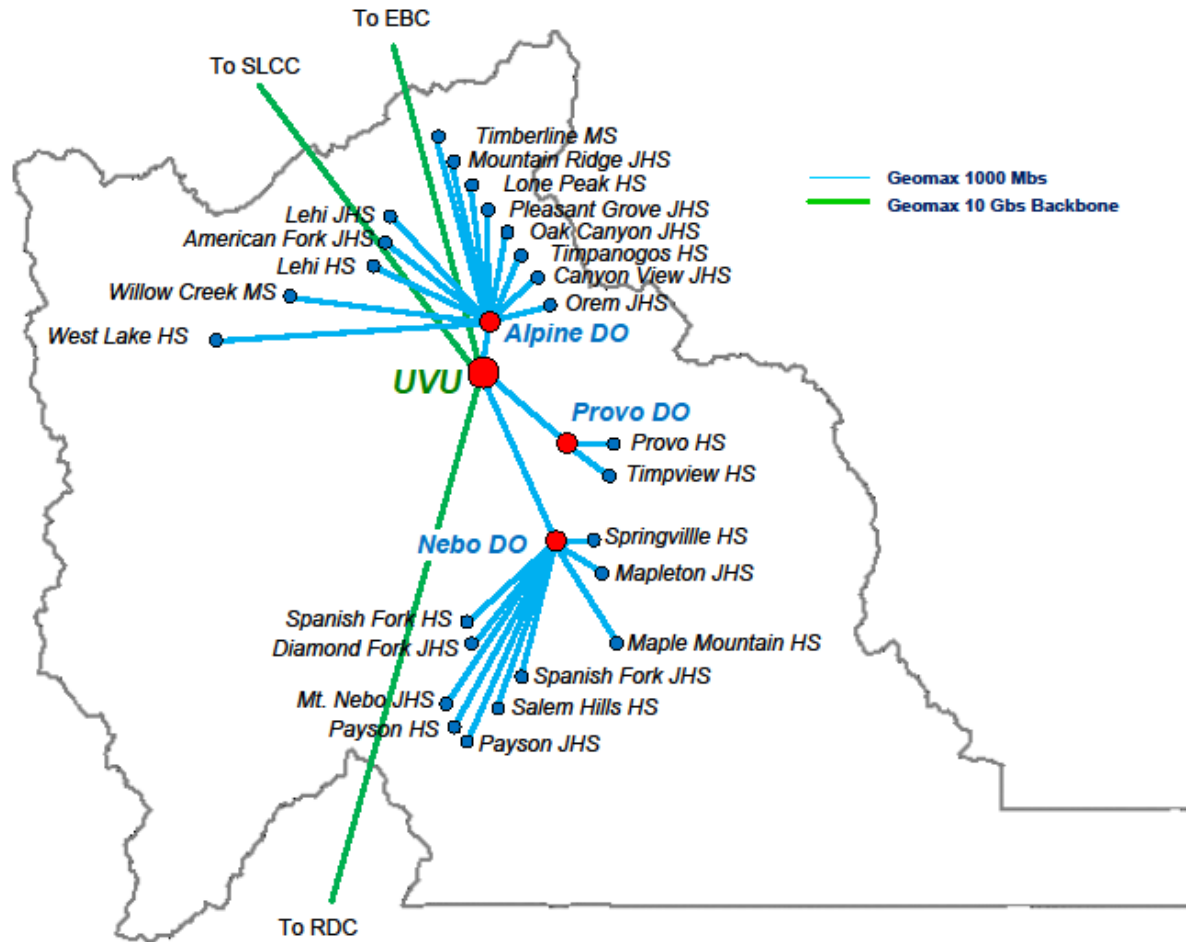 To EBC
To SLCC
Timberline MS
Mountain Ridge JHS
Lone Peak HS
Geomax 1000 Mbs
Geomax 10 Gbs Backbone
Pleasant Grove JHS
Lehi JHS
Oak Canyon JHS
American Fork JHS
Timpanogos HS
Lehi HS
Canyon View JHS
Willow Creek MS
Orem JHS
West Lake HS
Alpine DO
UVU
Provo DO
Provo HS
Timpview HS
Nebo DO
Springvillle HS
Mapleton JHS
Spanish Fork HS
Diamond Fork JHS
Maple Mountain HS
Spanish Fork JHS
Mt. Nebo JHS
Salem Hills HS
Payson HS
Payson JHS
To RDC